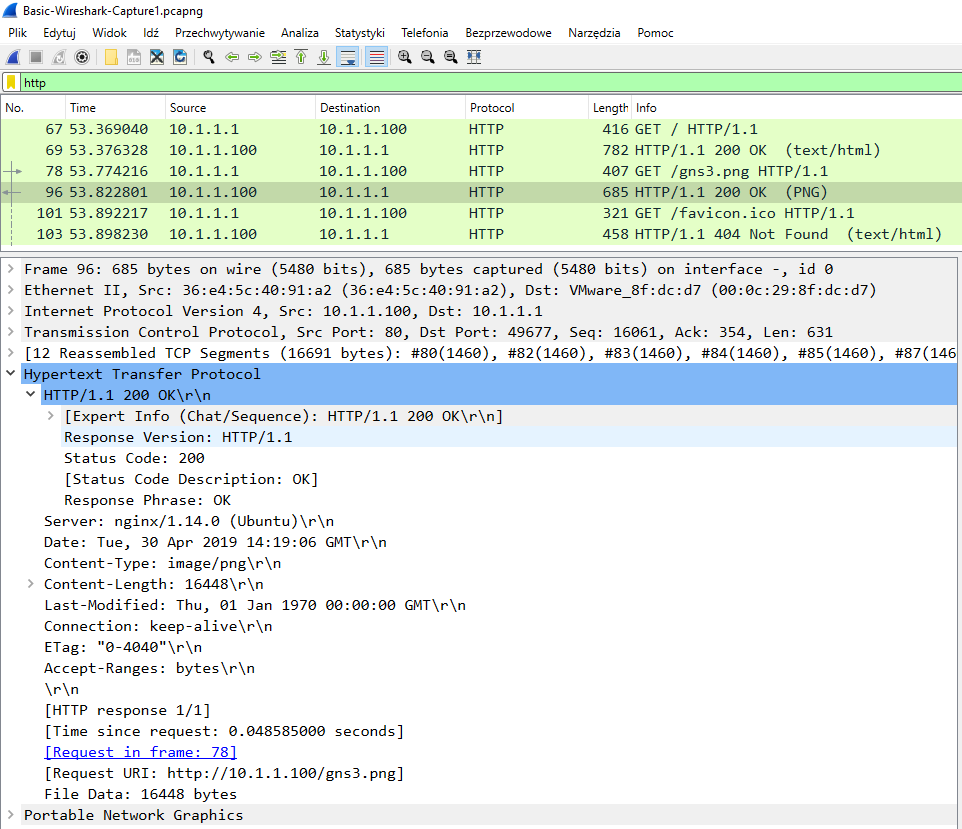 Basic-Wireshark-Capture1.pcapng
Plik Edytuj Widok Idź Przechwytywanie Analiza Statystyki Telefonia Bezprzewodowe Narzędzia Pomoc
http
No. Time Source Destination Protocol Length Info
67 53.369040 10.1.1.1 10.1.1.100 HTTP 416 GET / HTTP/1.1
69 53.376328 10.1.1.100 10.1.1.1 HTTP 782 HTTP/1.1 200 OK (text/html)
78 53.774216 10.1.1.1 10.1.1.100 HTTP 407 GET /gns3.png HTTP/1.1
96 53.822801 10.1.1.100 10.1.1.1 HTTP 685 HTTP/1.1 200 OK (PNG)
101 53.892217 10.1.1.1 10.1.1.100 HTTP 321 GET /favicon.ico HTTP/1.1
103 53.898230 10.1.1.100 10.1.1.1 HTTP 458 HTTP/1.1 404 Not Found (text/html)
Frame 96: 685 bytes on wire (5480 bits), 685 bytes captured (5480 bits) on interface -, id 0
Ethernet II, Src: 36:e4:5c:40:91:a2 (36:e4:5c:40:91:a2), Dst: VMware_8f:dc:d7 (00:0c:29:8f:dc:d7)
Internet Protocol Version 4, Src: 10.1.1.100, Dst: 10.1.1.1
Transmission Control Protocol, Src Port: 80, Dst Port: 49677, Seq: 16061, Ack: 354, Len: 631
[12 Reassembled TCP Segments (16691 bytes): #80(1460), #82(1460), #83(1460), #84(1460), #85(1460), #87(146
Hypertext Transfer Protocol
HTTP/1.1 200 OK\r\n
[Expert Info (Chat/Sequence): HTTP/1.1 200 OK\r\n]
Response Version: HTTP/1.1
Status Code: 200
[Status Code Description: OK]
Response Phrase: OK
Server: nginx/1.14.0 (Ubuntu)\r\n
Date: Tue, 30 Apr 2019 14:19:06 GMT\r\n
Content-Type: image/png\r\n
Content-Length: 16448\r\n
Last-Modified: Thu, 01 Jan 1970 00:00:00 GMT\r\n
Connection: keep-alive\r\n
ETag: "0-4040"\r\n
Accept-Ranges: bytes\r\n
\r\n
[HTTP response 1/1]
[Time since request: 0.048585000 seconds]
[Request in frame: 78]
[Request URI: http://10.1.1.100/gns3.png]
File Data: 16448 bytes
Portable Network Graphics